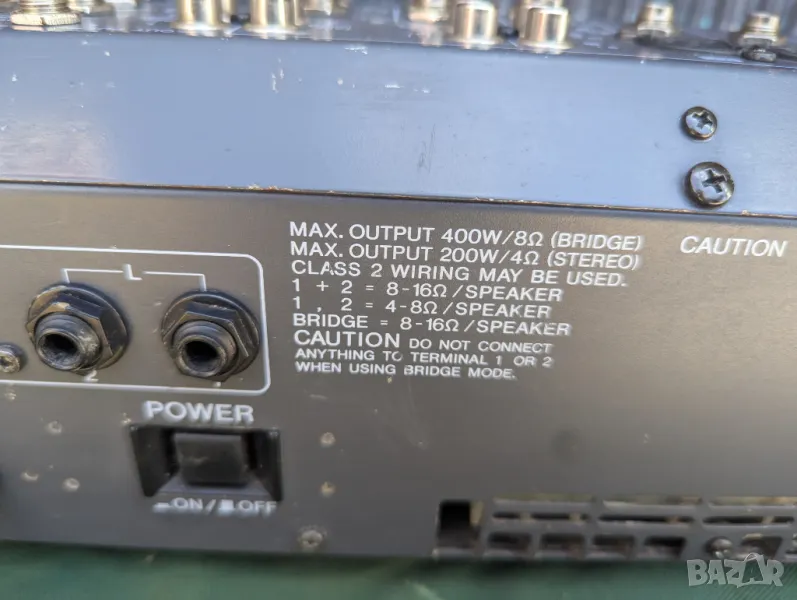 MAX. OUTPUT 400W/8Ω (BRIDGE)
MAX. OUTPUT 200W/4Ω (STEREO)
CLASS 2 WIRING MAY BE USED.
1 + 2 = 8-16Ω/SPEAKER
1 , 2 = 4-8Ω/SPEAKER
BRIDGE = 8-16Ω/SPEAKER
CAUTION DO NOT CONNECT
ANYTHING TO TERMINAL 1 OR 2
WHEN USING BRIDGE MODE.
CAUTION
L
2
1
POWER
ON/OFF
BAZAR